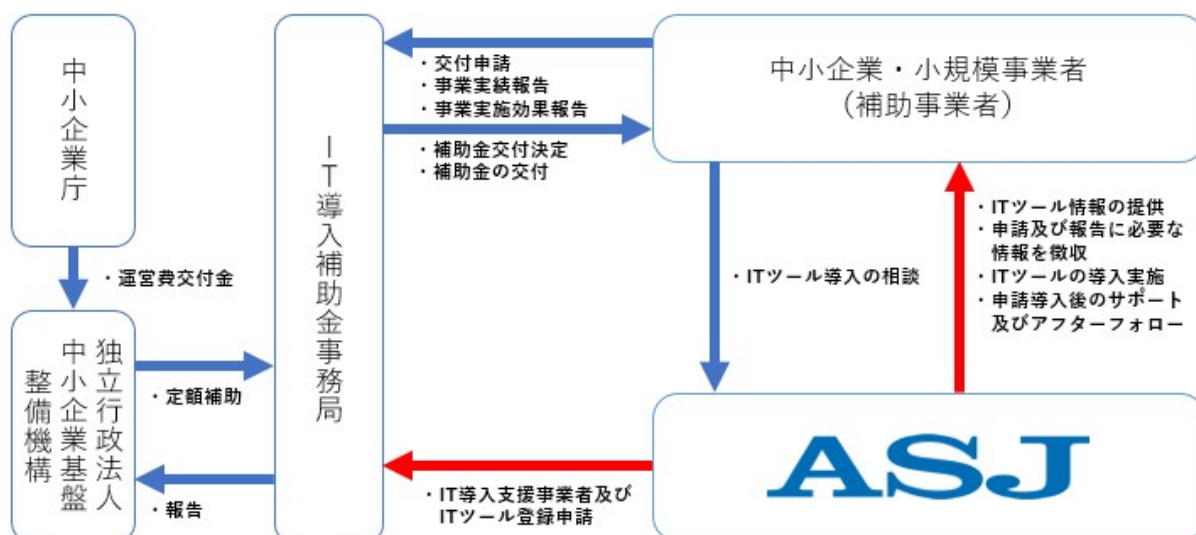 中小企業庁
・運営費交付金
独立行政法人
中小企業基盤
整備機構
・定額補助
・報告
IT導入補助金事務局
・交付申請
・事業実績報告
・事業実施効果報告
・補助金交付決定
・補助金の交付
中小企業・小規模事業者
(補助事業者)
・ITツール導入の相談
・ITツール情報の提供
・申請及び報告に必要な
情報を徴収
・ITツールの導入実施
・申請導入後のサポート
及びアフターフォロー
ASJ
・IT導入支援事業者及び
ITツール登録申請